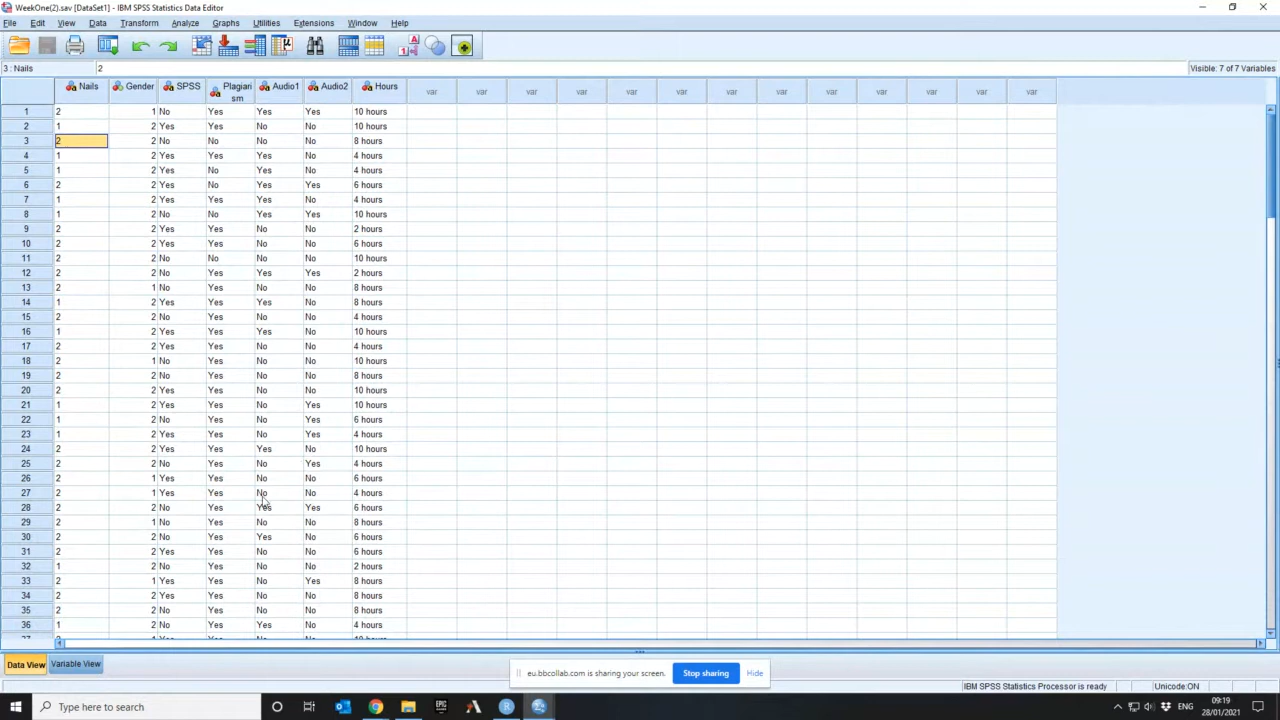 WeekOne(2).sav [DataSet1] - IBM SPSS Statistics Data Editor
File Edit View Data Transform Analyze Graphs Utilities Extensions Window Help
3 : Nails 2 Visible: 7 of 7 Variables
Nails Gender SPSS Plagiarism Audio1 Audio2 Hours var var var var var var var var var var var var var
1 2 1 No Yes Yes Yes 10 hours
2 1 2 Yes Yes No No 10 hours
3 2 2 No No No No 8 hours
4 1 2 Yes Yes Yes No 4 hours
5 1 2 Yes No Yes No 4 hours
6 2 2 Yes No Yes Yes 6 hours
7 1 2 Yes Yes Yes No 4 hours
8 1 2 No No Yes Yes 10 hours
9 2 2 Yes Yes No No 2 hours
10 2 2 Yes Yes No No 6 hours
11 2 2 No No No No 10 hours
12 2 2 No Yes Yes Yes 2 hours
13 2 1 No Yes No No 8 hours
14 1 2 Yes Yes Yes No 8 hours
15 2 2 No Yes No No 4 hours
16 1 2 Yes Yes Yes No 10 hours
17 2 2 Yes Yes No No 4 hours
18 2 1 No Yes No No 10 hours
19 2 2 No Yes No No 8 hours
20 2 2 Yes Yes No No 10 hours
21 1 2 Yes Yes No Yes 10 hours
22 1 2 No Yes No Yes 6 hours
23 1 2 Yes Yes No Yes 4 hours
24 2 2 Yes Yes Yes No 10 hours
25 2 2 No Yes No Yes 4 hours
26 2 1 Yes Yes No No 6 hours
27 2 1 Yes Yes No No 4 hours
28 2 2 No Yes Yes Yes 6 hours
29 2 1 No Yes No No 8 hours
30 2 2 No Yes Yes No 6 hours
31 2 2 Yes Yes No No 6 hours
32 1 2 No Yes No No 2 hours
33 2 1 Yes Yes No Yes 8 hours
34 2 2 Yes Yes No No 8 hours
35 2 2 No Yes No No 8 hours
36 1 2 No Yes Yes No 4 hours
Data View Variable View
eu.bbcollab.com is sharing your screen. Stop sharing Hide
IBM SPSS Statistics Processor is ready Unicode:ON
Type here to search EPIC ENG 09:19
28/01/2021